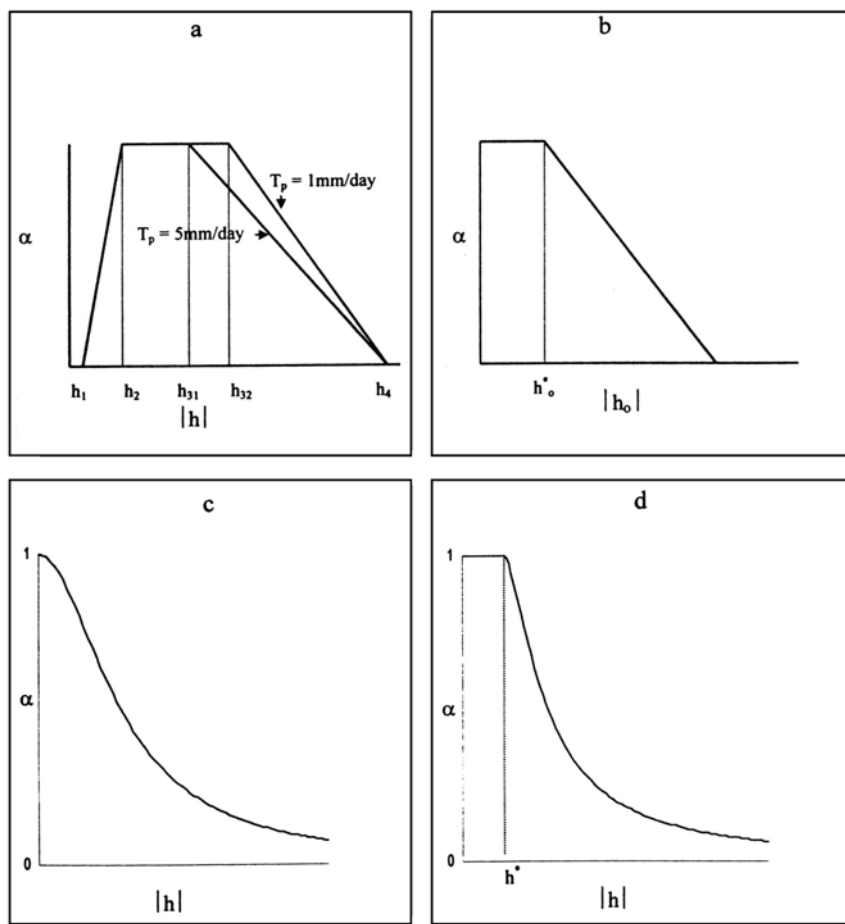 a
T_p = 1mm/day
T_p = 5mm/day
α
h_1 h_2 h_31 h_32 h_4
|h|
b
α
h*_o
|h_o|
c
1
α
0
|h|
d
1
α
0
h*
|h|